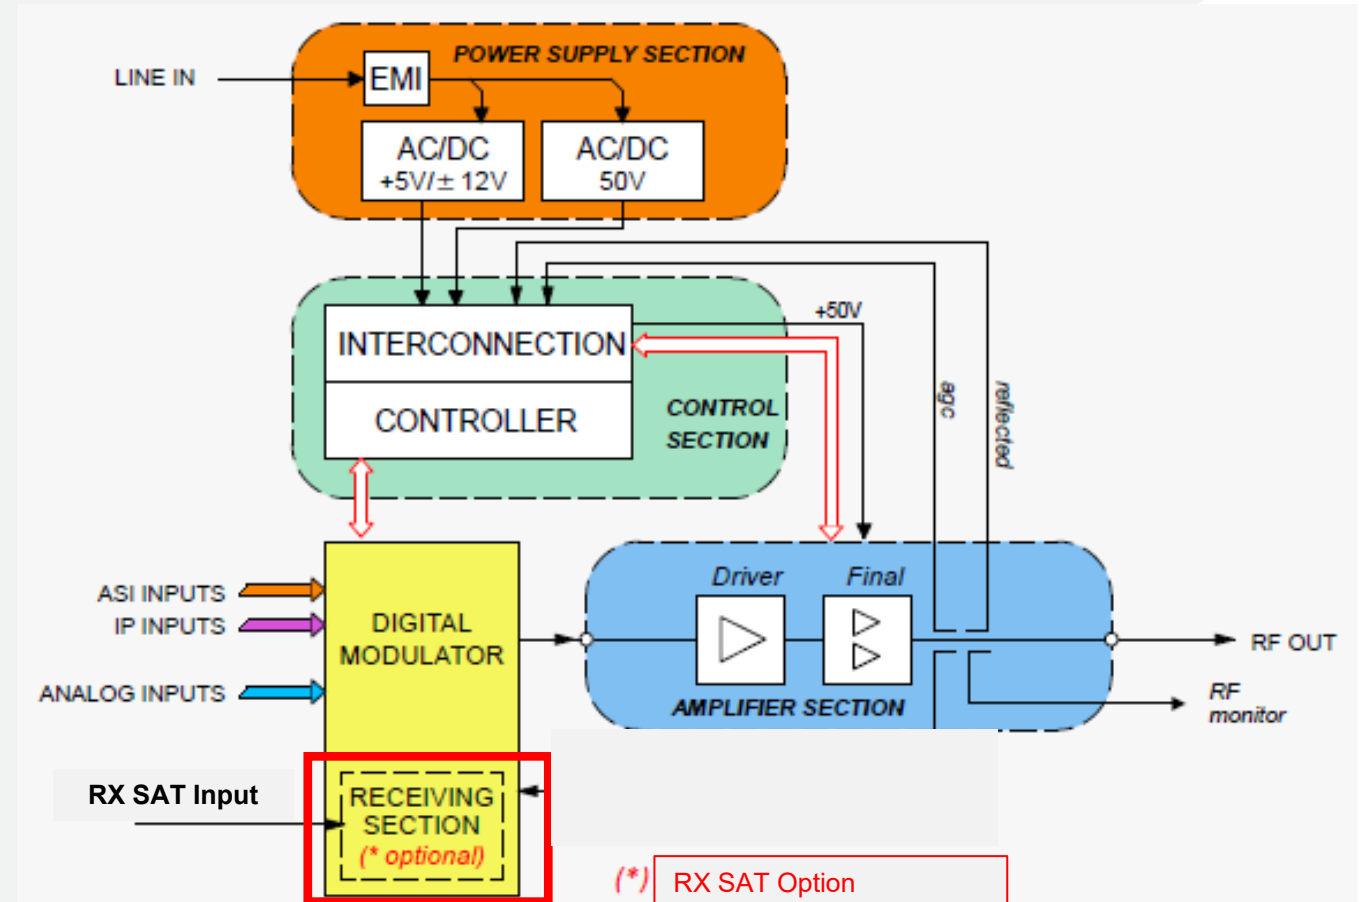 POWER SUPPLY SECTION
LINE IN
EMI
AC/DC
+5V/± 12V
AC/DC
50V
+50V
INTERCONNECTION
CONTROLLER
CONTROL
SECTION
agc
reflected
ASI INPUTS
IP INPUTS
ANALOG INPUTS
DIGITAL
MODULATOR
Driver
Final
AMPLIFIER SECTION
RF OUT
RF
monitor
RX SAT Input
RECEIVING
SECTION
(* optional)
(*) RX SAT Option